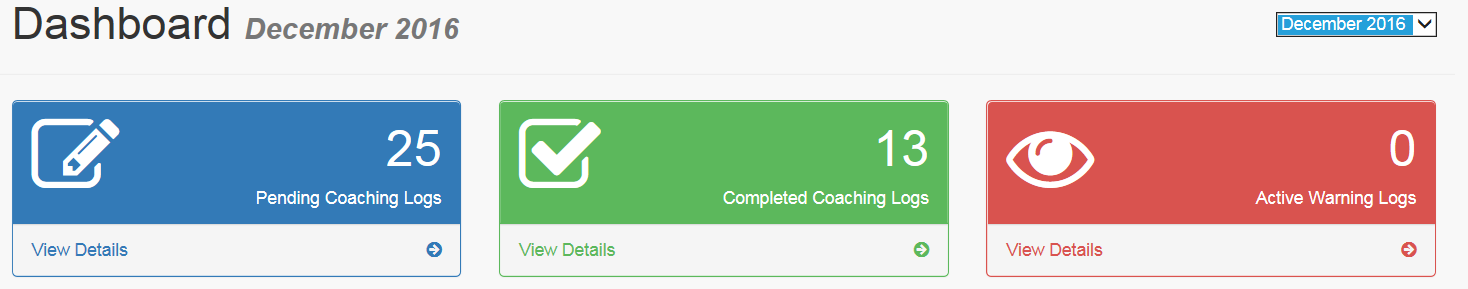 Dashboard December 2016
December 2016
25
Pending Coaching Logs
View Details
13
Completed Coaching Logs
View Details
0
Active Warning Logs
View Details